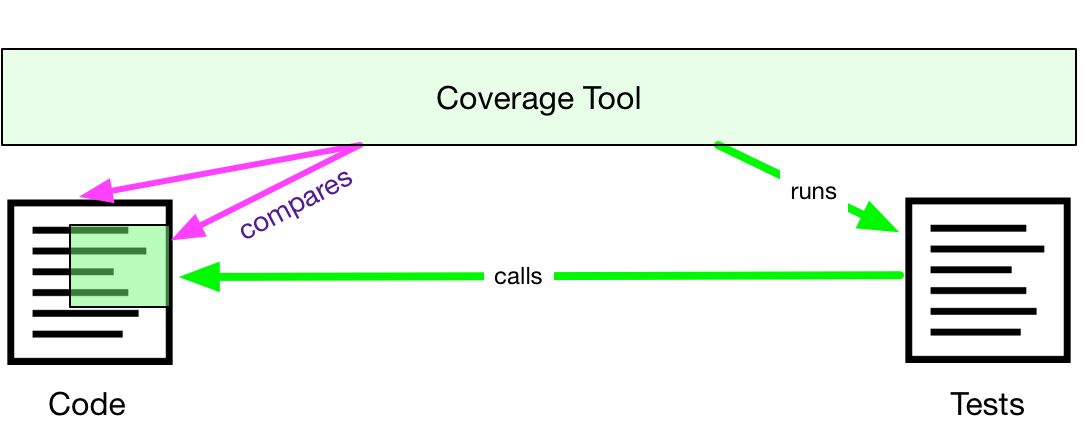 Coverage Tool
compares
runs
calls
Code
Tests